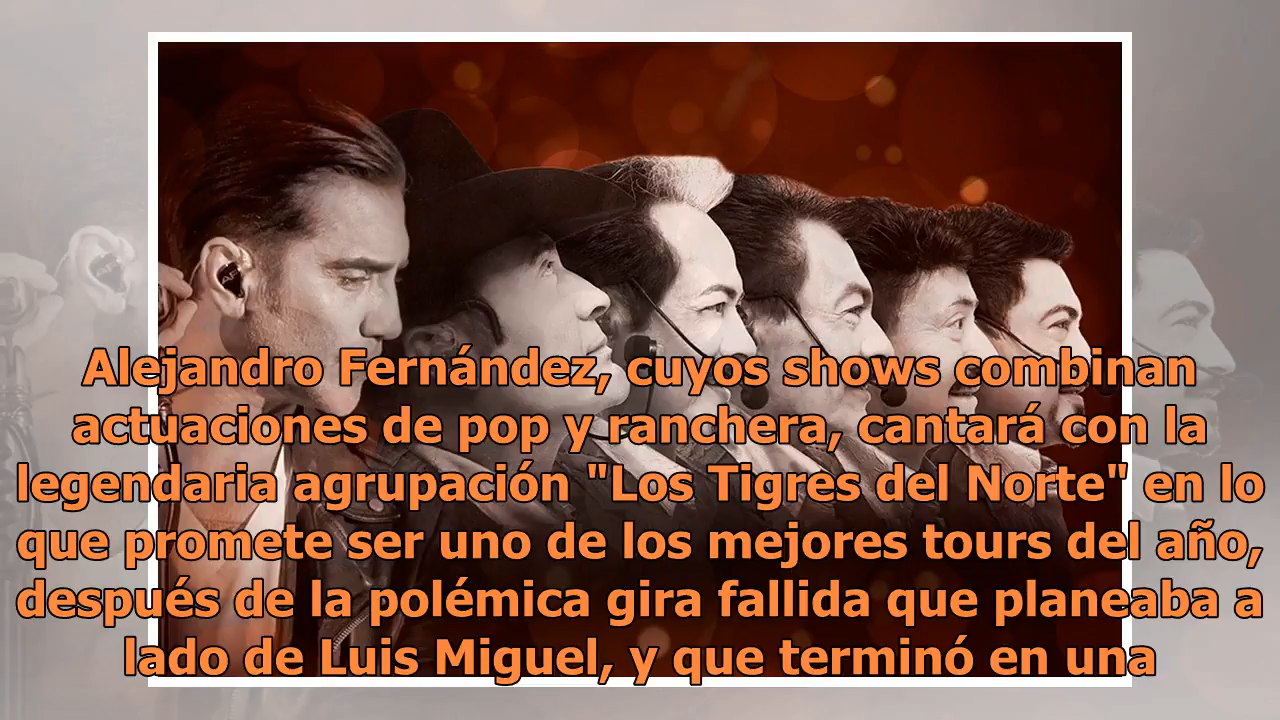 Alejandro Fernández, cuyos shows combinan
actuaciones de pop y ranchera, cantará con la
legendaria agrupación "Los Tigres del Norte" en lo
que promete ser uno de los mejores tours del año,
después de la polémica gira fallida que planeaba a
lado de Luis Miguel, y que terminó en una